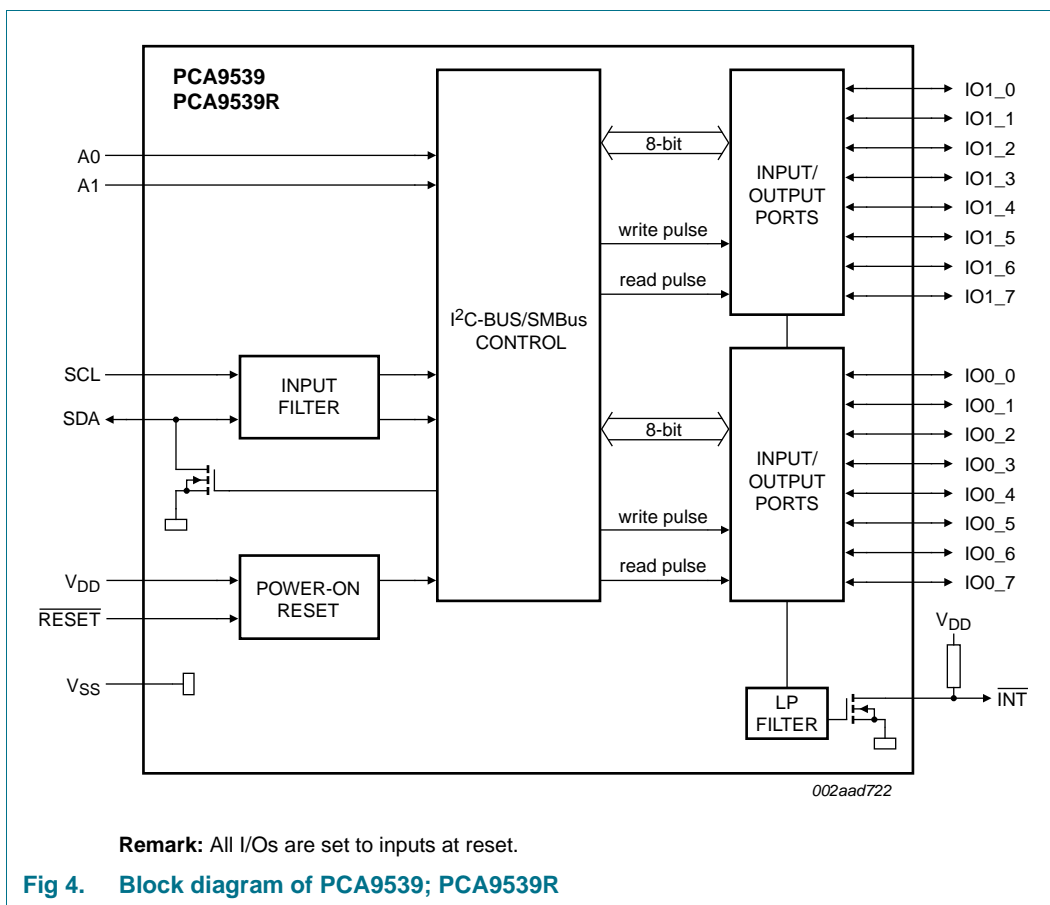 PCA9539
PCA9539R
A0
A1
SCL
SDA
VDD
RESET
VSS
INPUT
FILTER
POWER-ON
RESET
I2C-BUS/SMBus
CONTROL
8-bit
write pulse
read pulse
8-bit
write pulse
read pulse
INPUT/
OUTPUT
PORTS
INPUT/
OUTPUT
PORTS
LP
FILTER
IO1_0
IO1_1
IO1_2
IO1_3
IO1_4
IO1_5
IO1_6
IO1_7
IO0_0
IO0_1
IO0_2
IO0_3
IO0_4
IO0_5
IO0_6
IO0_7
VDD
INT
002aad722
Remark: All I/Os are set to inputs at reset.
Fig 4. Block diagram of PCA9539; PCA9539R